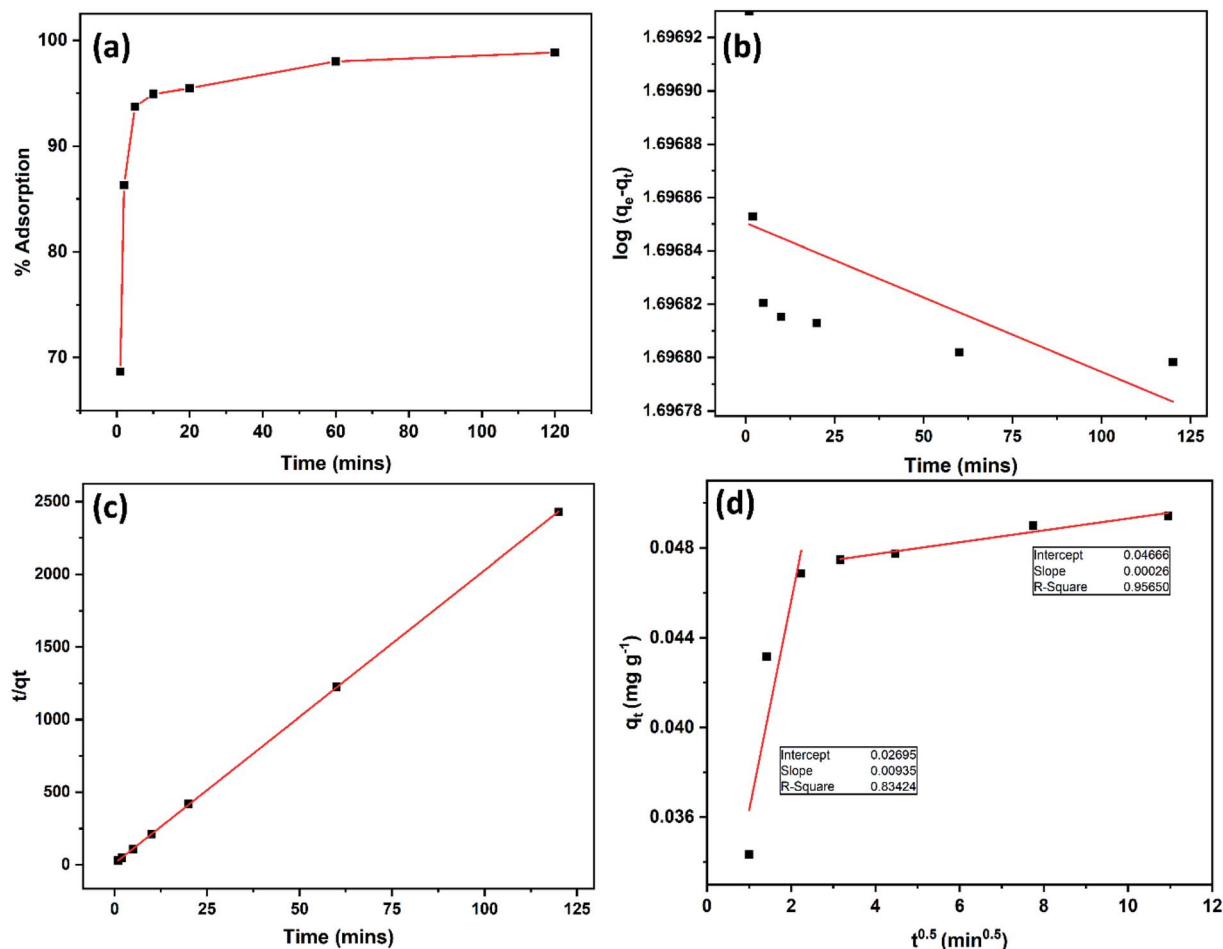 (a)
100
90
80
70
% Adsorption
0 20 40 60 80 100 120
Time (mins)
(b)
1.69692
1.69690
1.69688
1.69686
1.69684
1.69682
1.69680
1.69678
log (qe-qt)
0 25 50 75 100 125
Time (mins)
(c)
2500
2000
1500
1250
1000
750
500
250
0
t/qt
0 25 50 75 100 125
Time (mins)
(d)
0.048
0.044
0.040
0.036
qt (mg g-1)
Intercept 0.04666
Slope 0.00026
R-Square 0.95650
Intercept 0.02695
Slope 0.00935
R-Square 0.83424
0 2 4 6 8 10 12
t0.5 (min0.5)